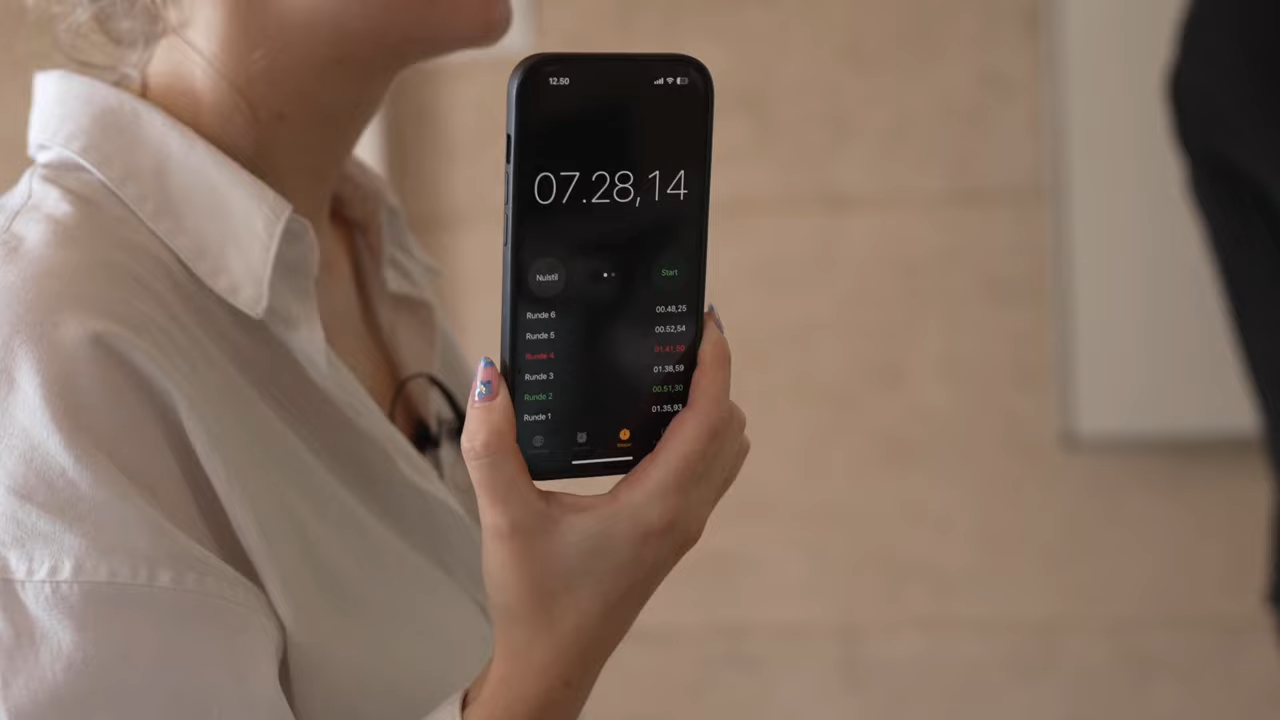 12.50
07.28,14
Nulstil Start
Runde 6 00.48,25
Runde 5 00.52,54
Runde 4 01.41,50
Runde 3 01.38,59
Runde 2 00.51,30
Runde 1 01.35,93